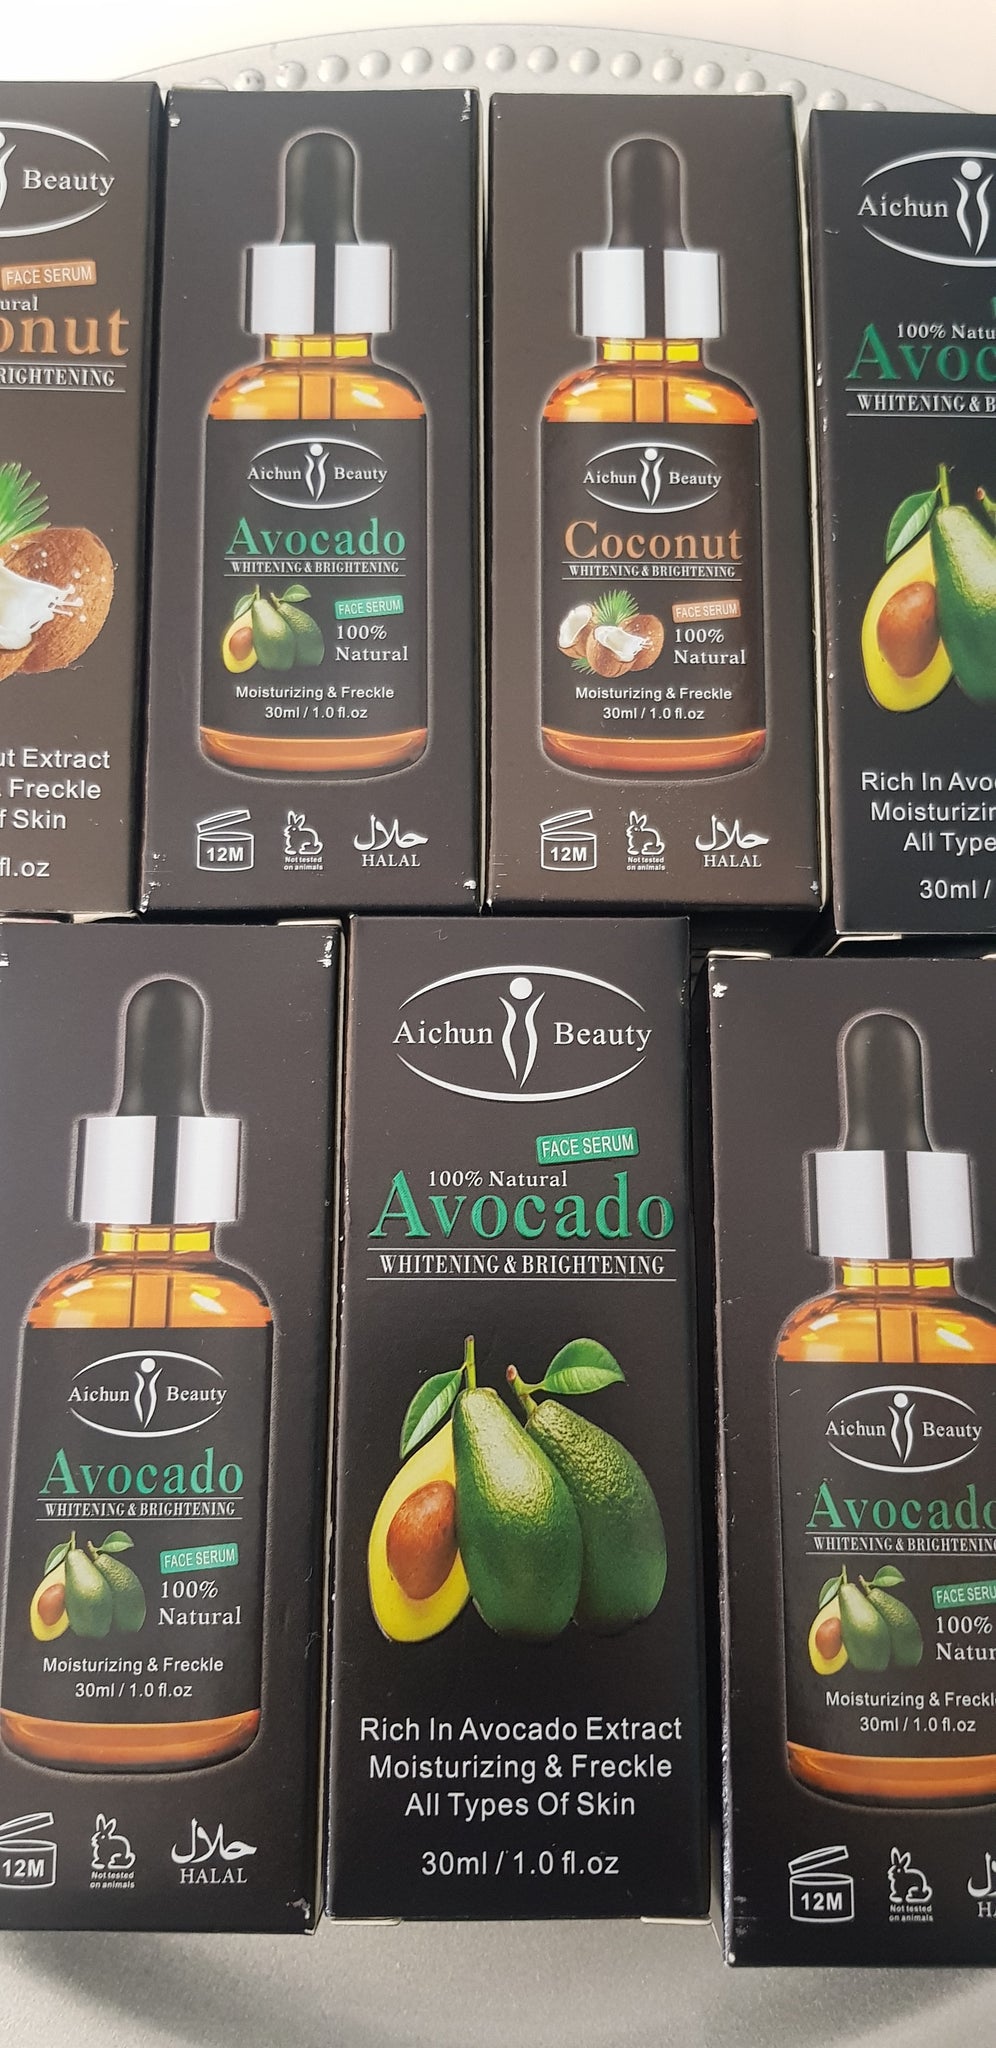 Beauty
FACE SERUM
ural
onut
RIGHTENING
ut Extract
Freckle
f Skin
fl.oz
Aichun Beauty
Avocado
WHITENING & BRIGHTENING
FACE SERUM
100%
Natural
Moisturizing & Freckle
30ml / 1.0 fl.oz
12M
Not tested
on animals
حلال
HALAL
Aichun Beauty
Coconut
WHITENING & BRIGHTENING
FACE SERUM
100%
Natural
Moisturizing & Freckle
30ml / 1.0 fl.oz
12M
Not tested
on animals
حلال
HALAL
Aichun
100% Natu
Avoc
WHITENING & B
Rich In Avo
Moisturizin
All Type
30ml /
Aichun Beauty
Avocado
WHITENING & BRIGHTENING
FACE SERUM
100%
Natural
Moisturizing & Freckle
30ml / 1.0 fl.oz
12M
Not tested
on animals
حلال
HALAL
Aichun Beauty
FACE SERUM
100% Natural
Avocado
WHITENING & BRIGHTENING
Rich In Avocado Extract
Moisturizing & Freckle
All Types Of Skin
30ml / 1.0 fl.oz
Aichun Beauty
Avocado
WHITENING & BRIGHTENING
FACE SERU
100%
Natur
Moisturizing & Freckl
30ml / 1.0 fl.oz
12M
Not tested
on animals
H